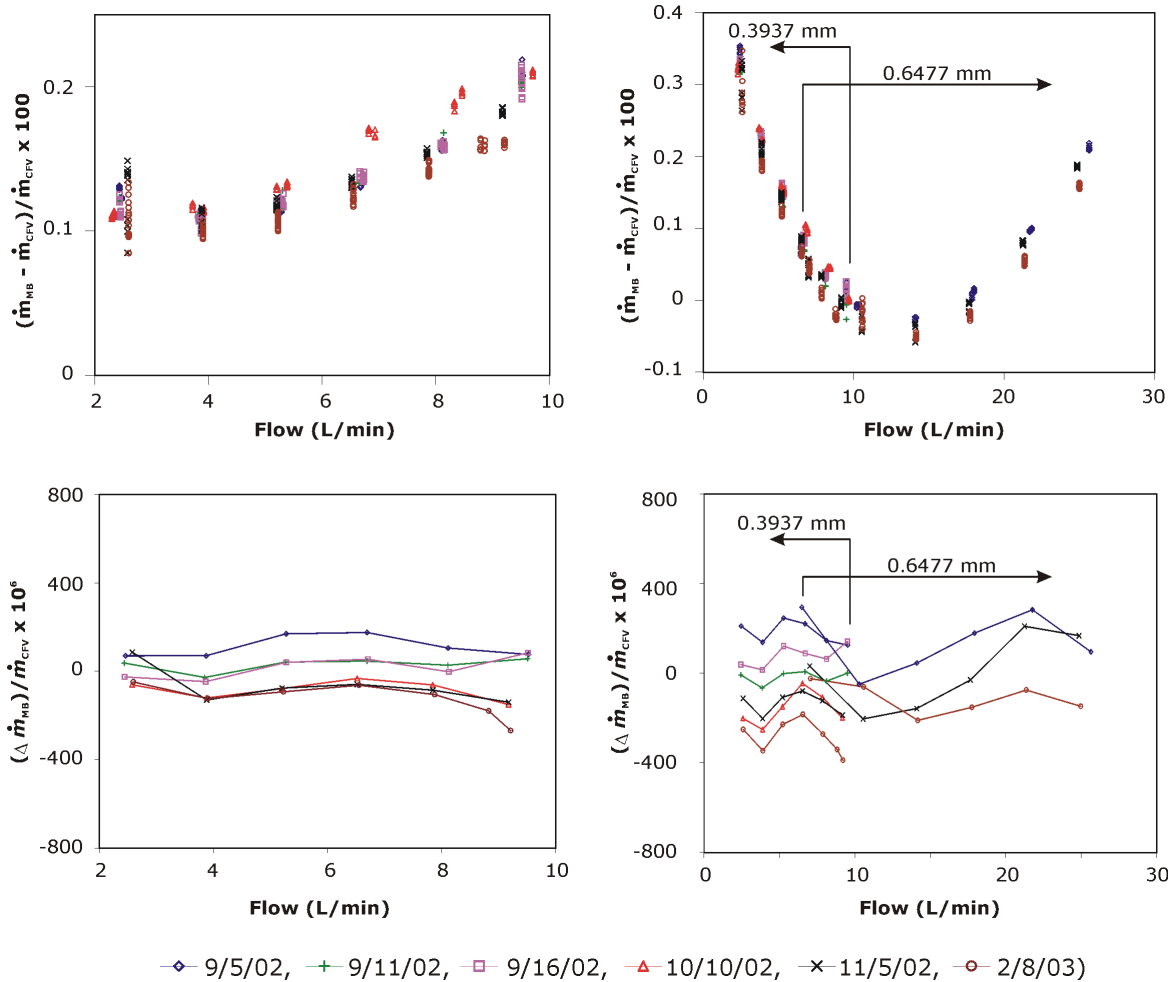 (ṁMB - ṁCFV)/ṁCFV x 100
0.2
0.1
0
2 4 6 8 10
Flow (L/min)
(ṁMB - ṁCFV)/ṁCFV x 100
0.4
0.3
0.2
0.1
0
-0.1
0.3937 mm
0.6477 mm
0 10 20 30
Flow (L/min)
(Δ ṁMB)/ṁCFV x 10⁶
800
400
0
-400
-800
2 4 6 8 10
Flow (L/min)
(Δ ṁMB)/ṁCFV x 10⁶
800
400
0
-400
-800
0.3937 mm
0.6477 mm
0 10 20 30
Flow (L/min)
9/5/02, 9/11/02, 9/16/02, 10/10/02, 11/5/02, 2/8/03)